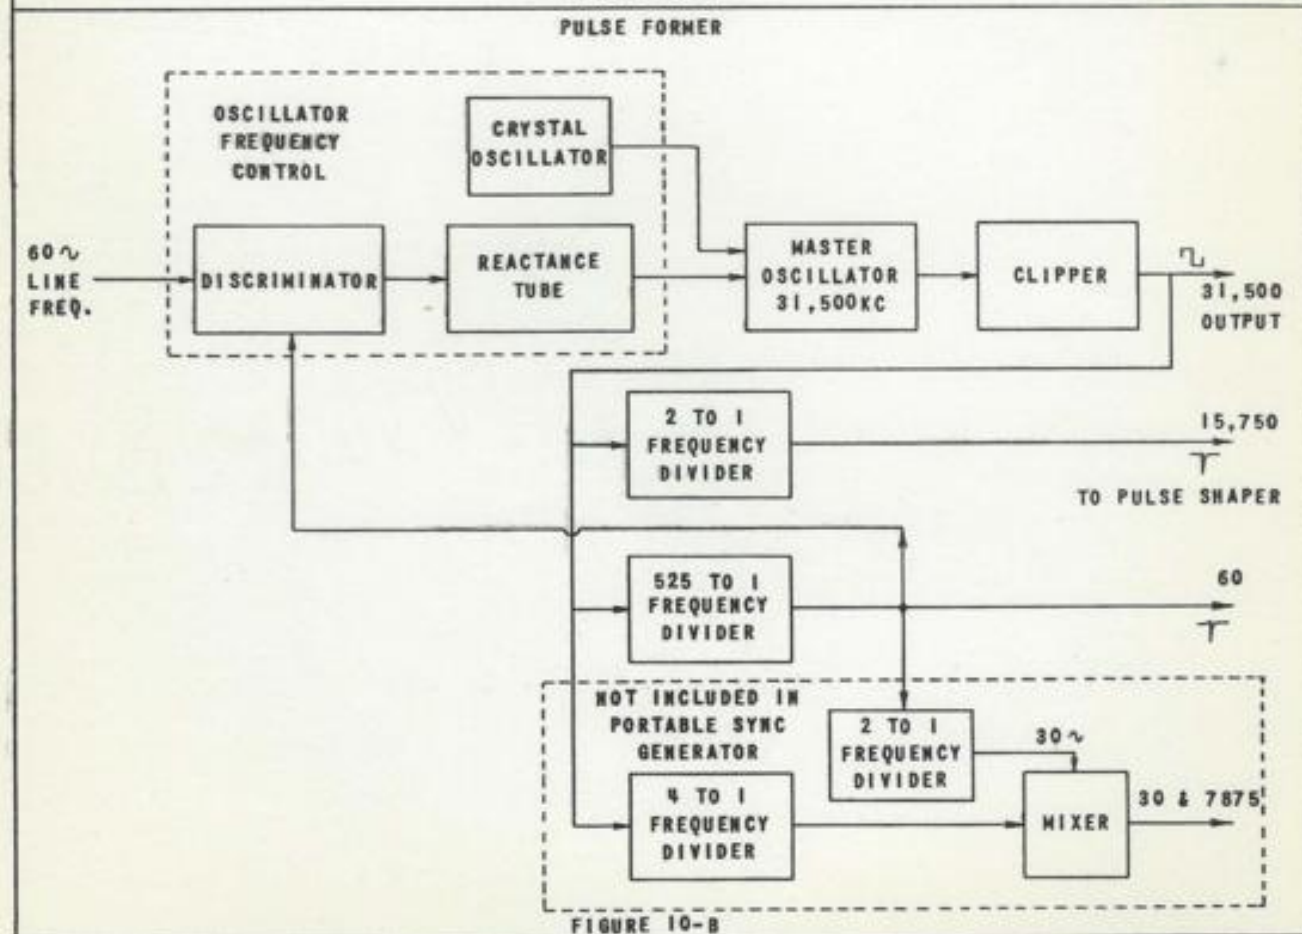 PULSE FORMER
OSCILLATOR
FREQUENCY
CONTROL
CRYSTAL
OSCILLATOR
60∿
LINE
FREQ.
DISCRIMINATOR
REACTANCE
TUBE
MASTER
OSCILLATOR
31,500KC
CLIPPER
31,500
OUTPUT
2 TO 1
FREQUENCY
DIVIDER
15,750
TO PULSE SHAPER
525 TO 1
FREQUENCY
DIVIDER
60
NOT INCLUDED IN
PORTABLE SYNC
GENERATOR
2 TO 1
FREQUENCY
DIVIDER
30∿
4 TO 1
FREQUENCY
DIVIDER
MIXER
30 & 7875
FIGURE 10-B